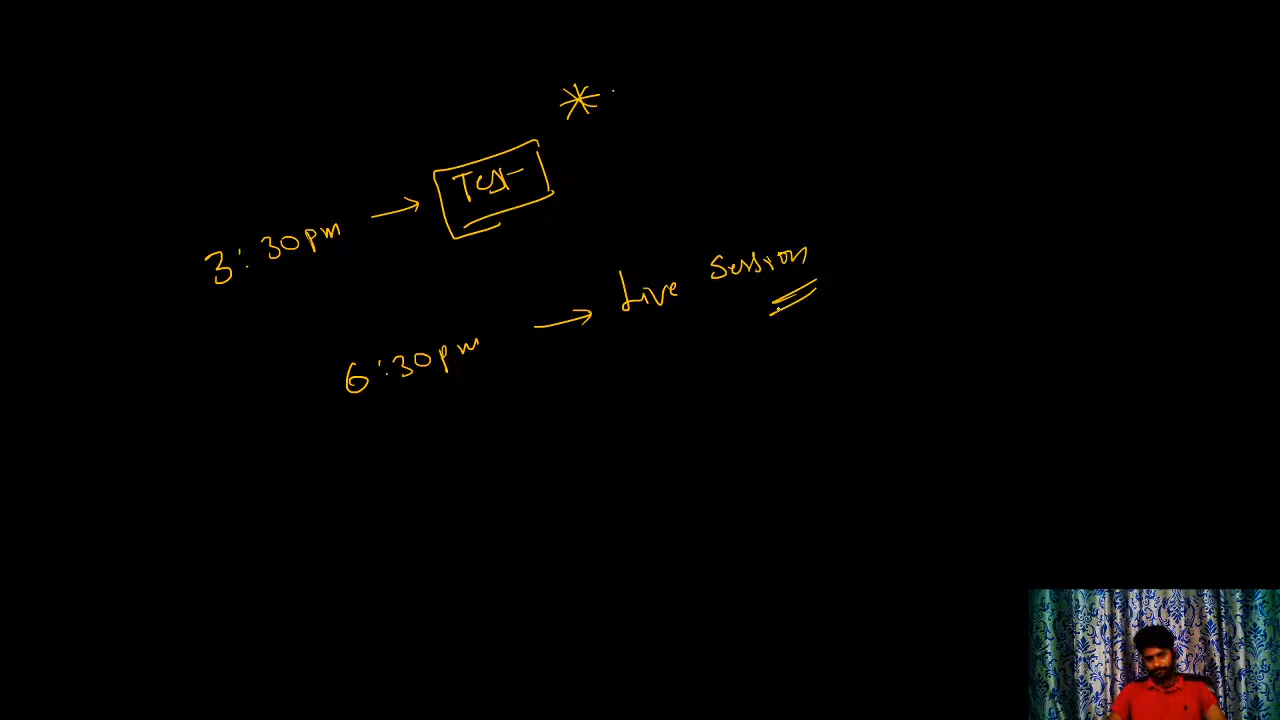 3:30pm → Test *
6:30pm → Live Session